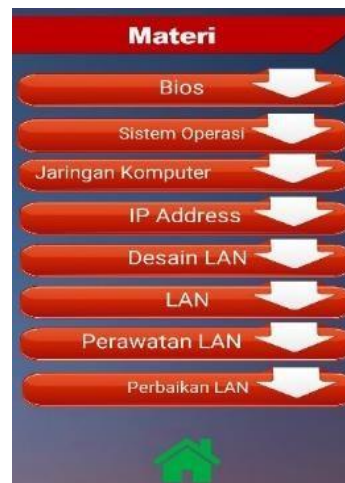 Materi
Bios
Sistem Operasi
Jaringan Komputer
IP Address
Desain LAN
LAN
Perawatan LAN
Perbaikan LAN